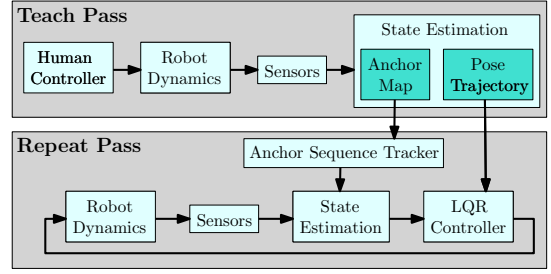 Teach Pass
State Estimation
Human
Controller
Robot
Dynamics
Sensors
Anchor
Map
Pose
Trajectory
Repeat Pass
Anchor Sequence Tracker
Robot
Dynamics
Sensors
State
Estimation
LQR
Controller